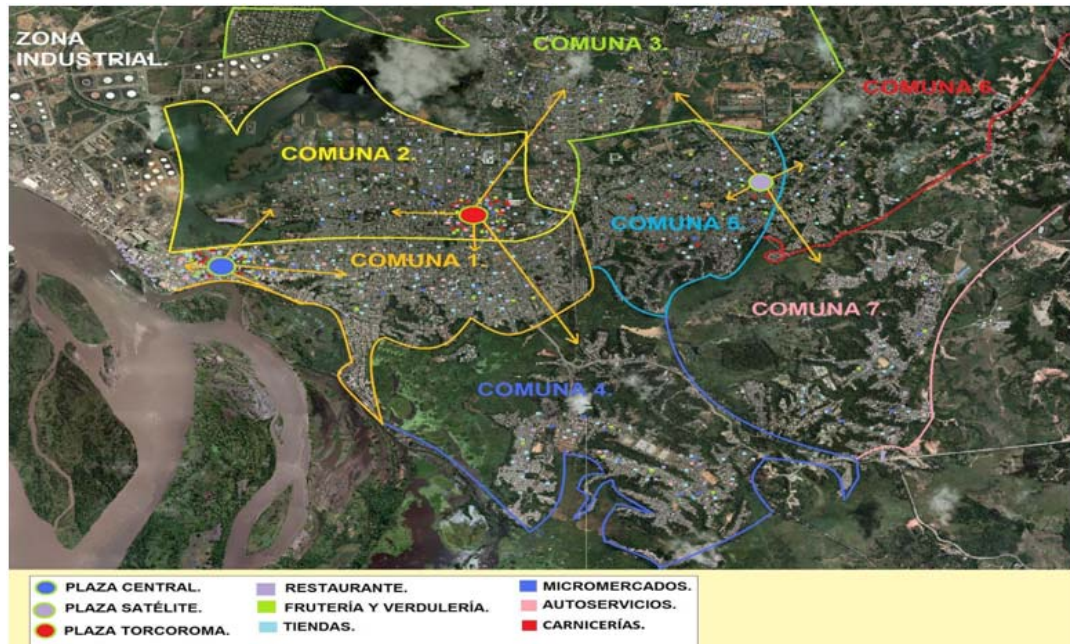 ZONA
INDUSTRIAL.
COMUNA 3.
COMUNA 6.
COMUNA 2.
COMUNA 5.
COMUNA 1.
COMUNA 7.
COMUNA 4.
PLAZA CENTRAL.
PLAZA SATÉLITE.
PLAZA TORCOROMA.
RESTAURANTE.
FRUTERÍA Y VERDULERÍA.
TIENDAS.
MICROMERCADOS.
AUTOSERVICIOS.
CARNICERÍAS.